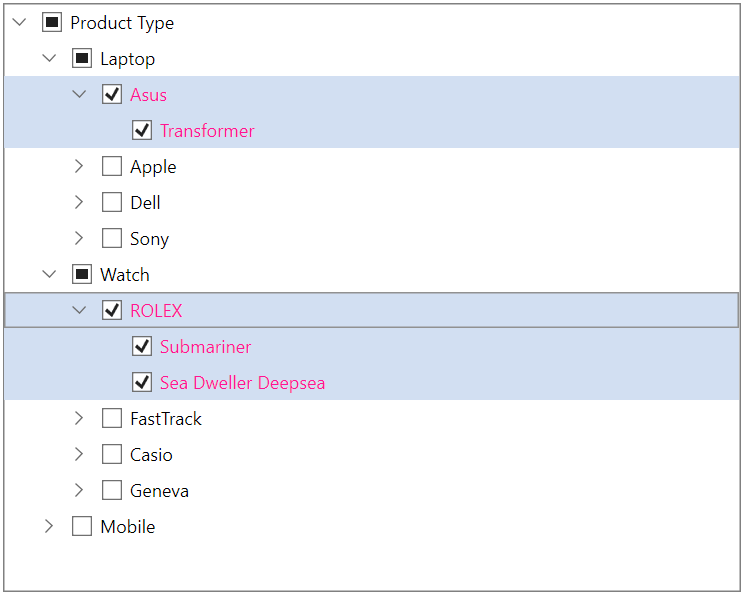 Product Type
Laptop
Asus
Transformer
Apple
Dell
Sony
Watch
ROLEX
Submariner
Sea Dweller Deepsea
FastTrack
Casio
Geneva
Mobile